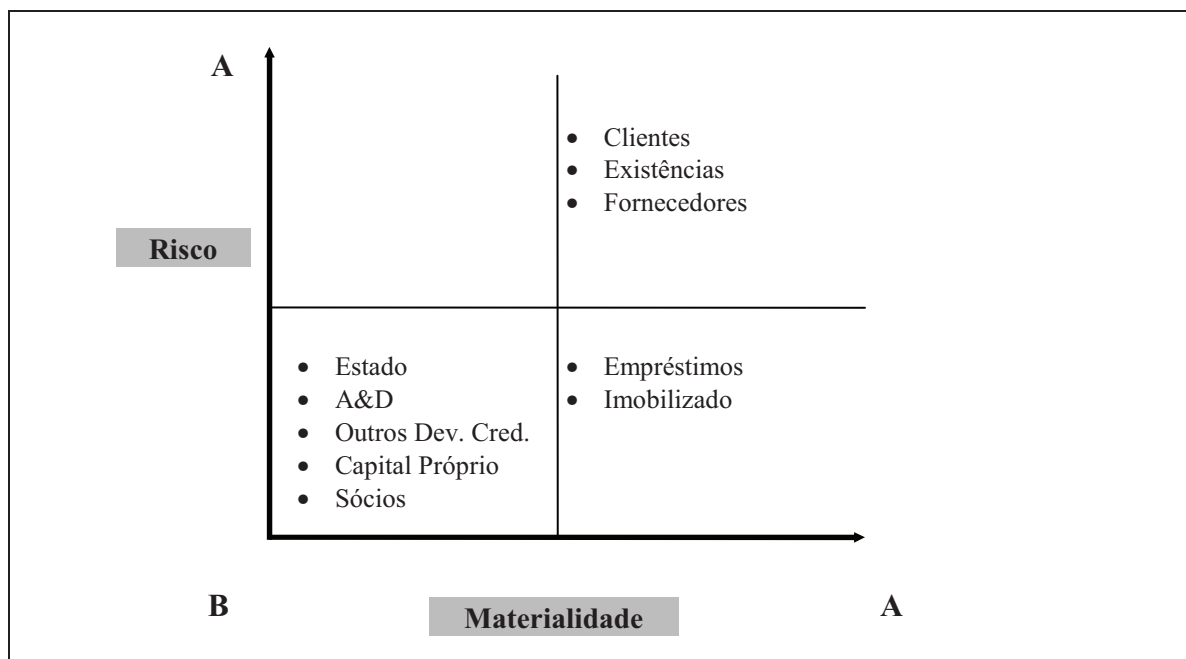 A
• Clientes
• Existências
• Fornecedores
Risco
• Estado
• A&D
• Outros Dev. Cred.
• Capital Próprio
• Sócios
• Empréstimos
• Imobilizado
B
Materialidade
A